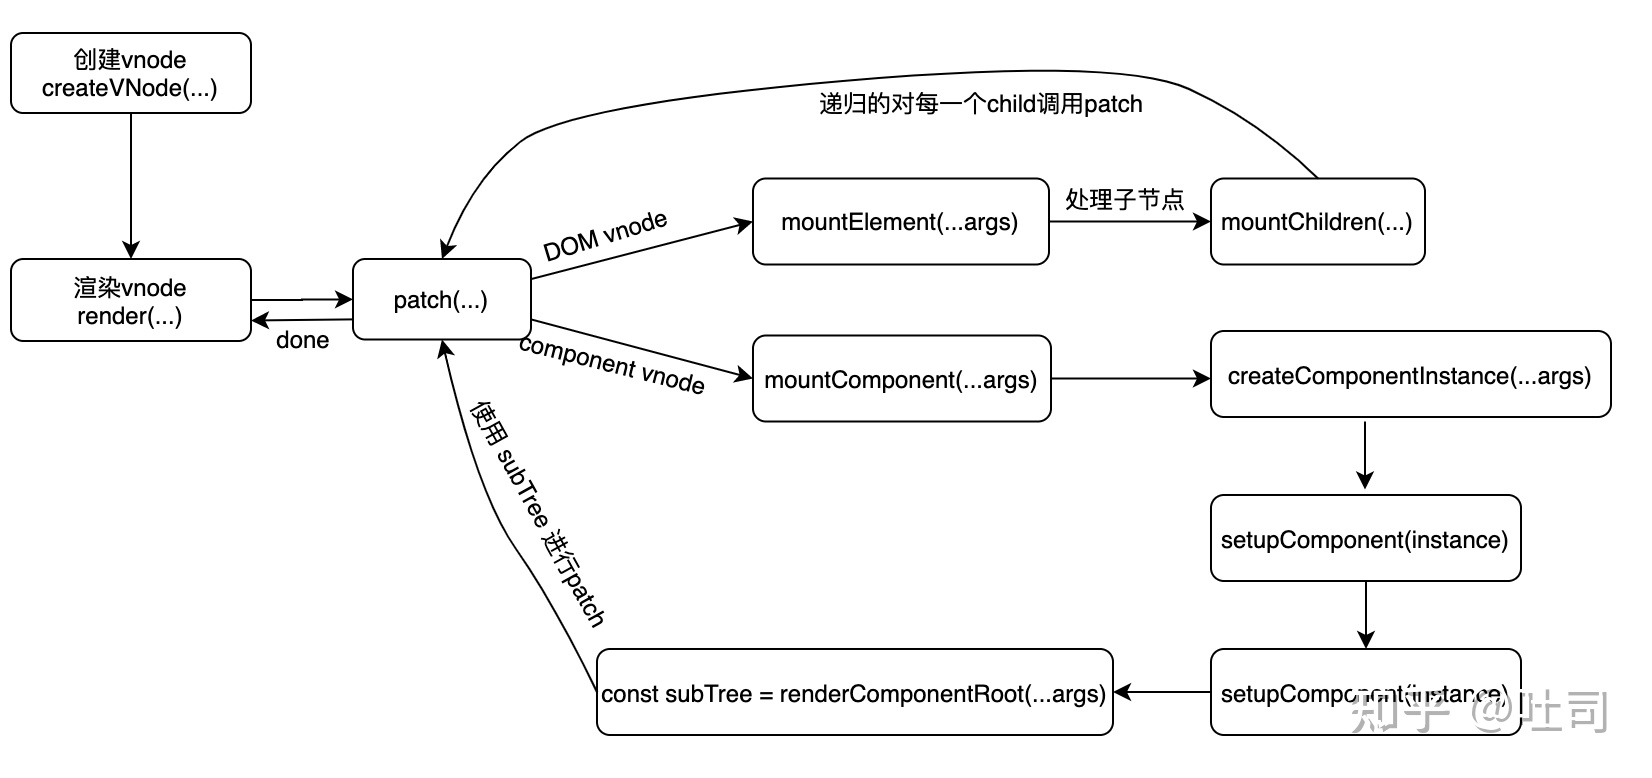 创建vnode
createVNode(...)
递归的对每一个child调用patch
DOM vnode
mountElement(...args)
处理子节点
mountChildren(...)
渲染vnode
render(...)
patch(...)
done
component vnode
mountComponent(...args)
createComponentInstance(...args)
使用 subTree 进行patch
setupComponent(instance)
const subTree = renderComponentRoot(...args)
setupComponent(instance)
知乎 @吐司